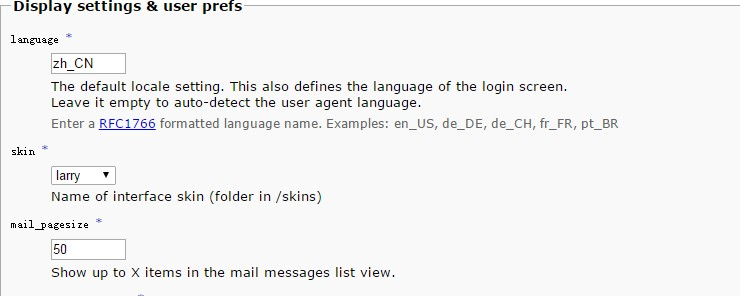 Display settings & user prefs
language *
zh_CN
The default locale setting. This also defines the language of the login screen.
Leave it empty to auto-detect the user agent language.
Enter a RFC1766 formatted language name. Examples: en_US, de_DE, de_CH, fr_FR, pt_BR
skin *
larry
Name of interface skin (folder in /skins)
mail_pagesize *
50
Show up to X items in the mail messages list view.